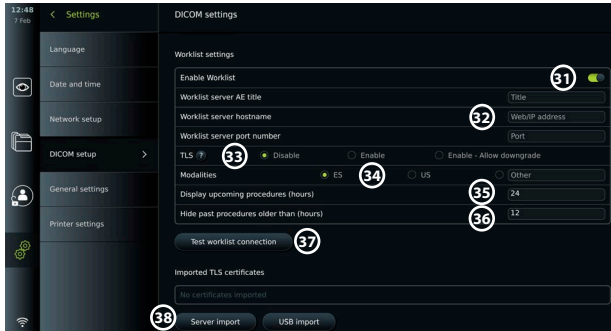 12:48
7 Feb
Settings
DICOM settings
Language
Date and time
Network setup
DICOM setup
General settings
Printer settings
Worklist settings
Enable Worklist 31
Worklist server AE title Title
Worklist server hostname 32 Web/IP address
Worklist server port number Port
TLS ? 33 Disable Enable Enable - Allow downgrade
Modalities ES 34 US Other
Display upcoming procedures (hours) 35 24
Hide past procedures older than (hours) 36 12
Test worklist connection 37
Imported TLS certificates
No certificates imported
38 Server import USB import